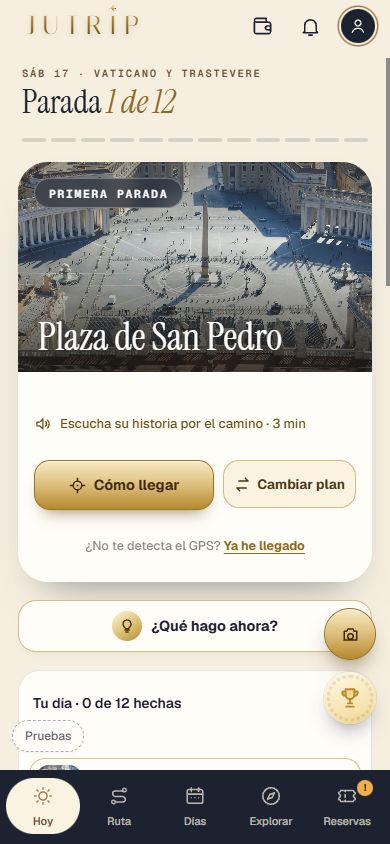 JUTRIP
SÁB 17 · VATICANO Y TRASTEVERE
Parada 1 de 12
PRIMERA PARADA
Plaza de San Pedro
Escucha su historia por el camino · 3 min
Cómo llegar
Cambiar plan
¿No te detecta el GPS? Ya he llegado
¿Qué hago ahora?
Tu día · 0 de 12 hechas
Pruebas
!
Hoy
Ruta
Días
Explorar
Reservas